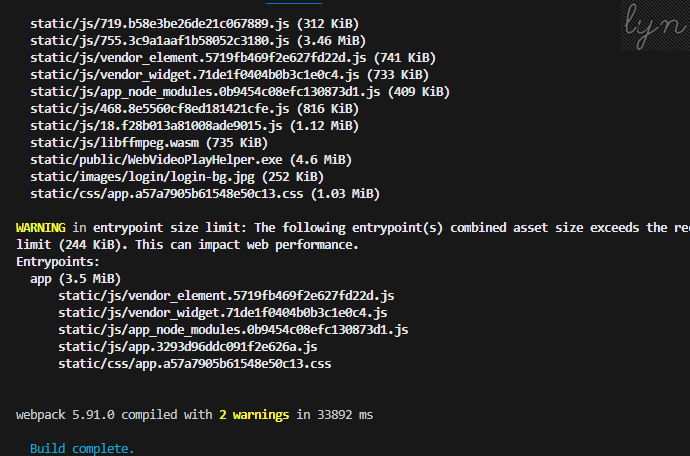 lyn
static/js/719.b58e3be26de21c067889.js (312 KiB)
static/js/755.3c9a1aaf1b58052c3180.js (3.46 MiB)
static/js/vendor_element.5719fb469f2e627fd22d.js (741 KiB)
static/js/vendor_widget.71de1f0404b0b3c1e0c4.js (733 KiB)
static/js/app_node_modules.0b9454c08efc130873d1.js (409 KiB)
static/js/468.8e5560cf8ed181421cfe.js (816 KiB)
static/js/18.f28b013a81008ade9015.js (1.12 MiB)
static/js/libffmpeg.wasm (735 KiB)
static/public/WebVideoPlayHelper.exe (4.6 MiB)
static/images/login/login-bg.jpg (252 KiB)
static/css/app.a57a7905b61548e50c13.css (1.03 MiB)
WARNING in entrypoint size limit: The following entrypoint(s) combined asset size exceeds the
limit (244 KiB). This can impact web performance.
Entrypoints:
app (3.5 MiB)
static/js/vendor_element.5719fb469f2e627fd22d.js
static/js/vendor_widget.71de1f0404b0b3c1e0c4.js
static/js/app_node_modules.0b9454c08efc130873d1.js
static/js/app.3293d96ddc091f2e626a.js
static/css/app.a57a7905b61548e50c13.css
webpack 5.91.0 compiled with 2 warnings in 33892 ms
Build complete.